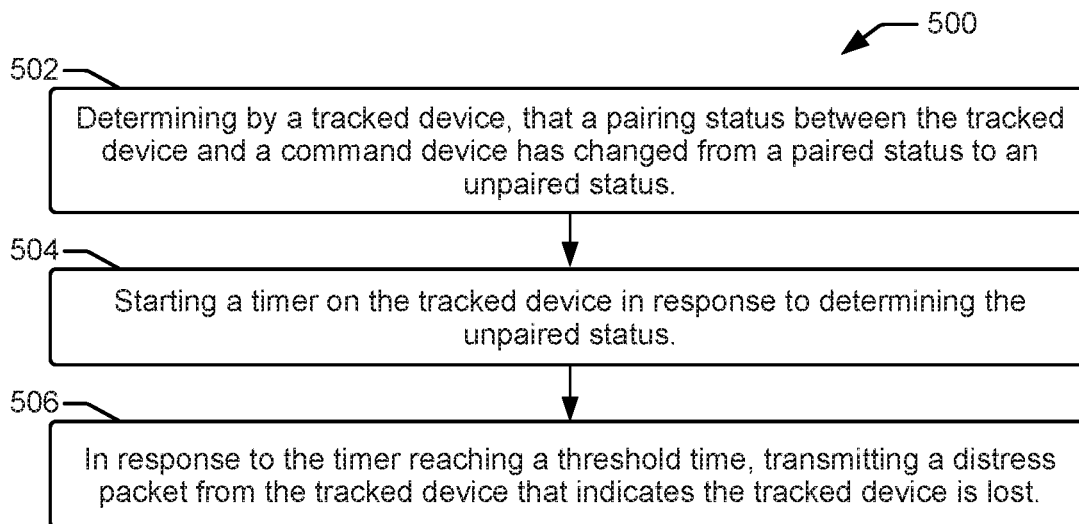 500
502
Determining by a tracked device, that a pairing status between the tracked
device and a command device has changed from a paired status to an
unpaired status.
504
Starting a timer on the tracked device in response to determining the
unpaired status.
506
In response to the timer reaching a threshold time, transmitting a distress
packet from the tracked device that indicates the tracked device is lost.